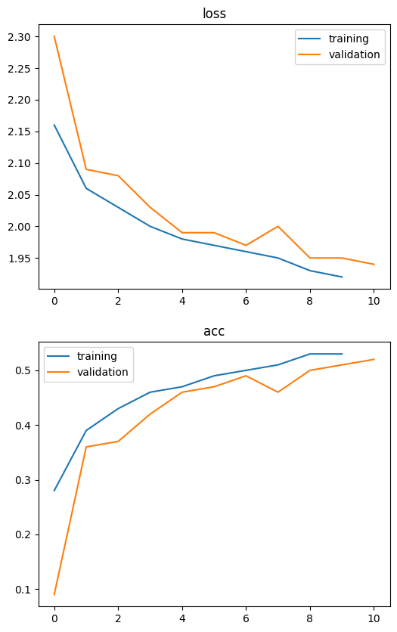 loss
2.30
2.25
2.20
2.15
2.10
2.05
2.00
1.95
training
validation
0 2 4 6 8 10
acc
training
validation
0.5
0.4
0.3
0.2
0.1
0 2 4 6 8 10